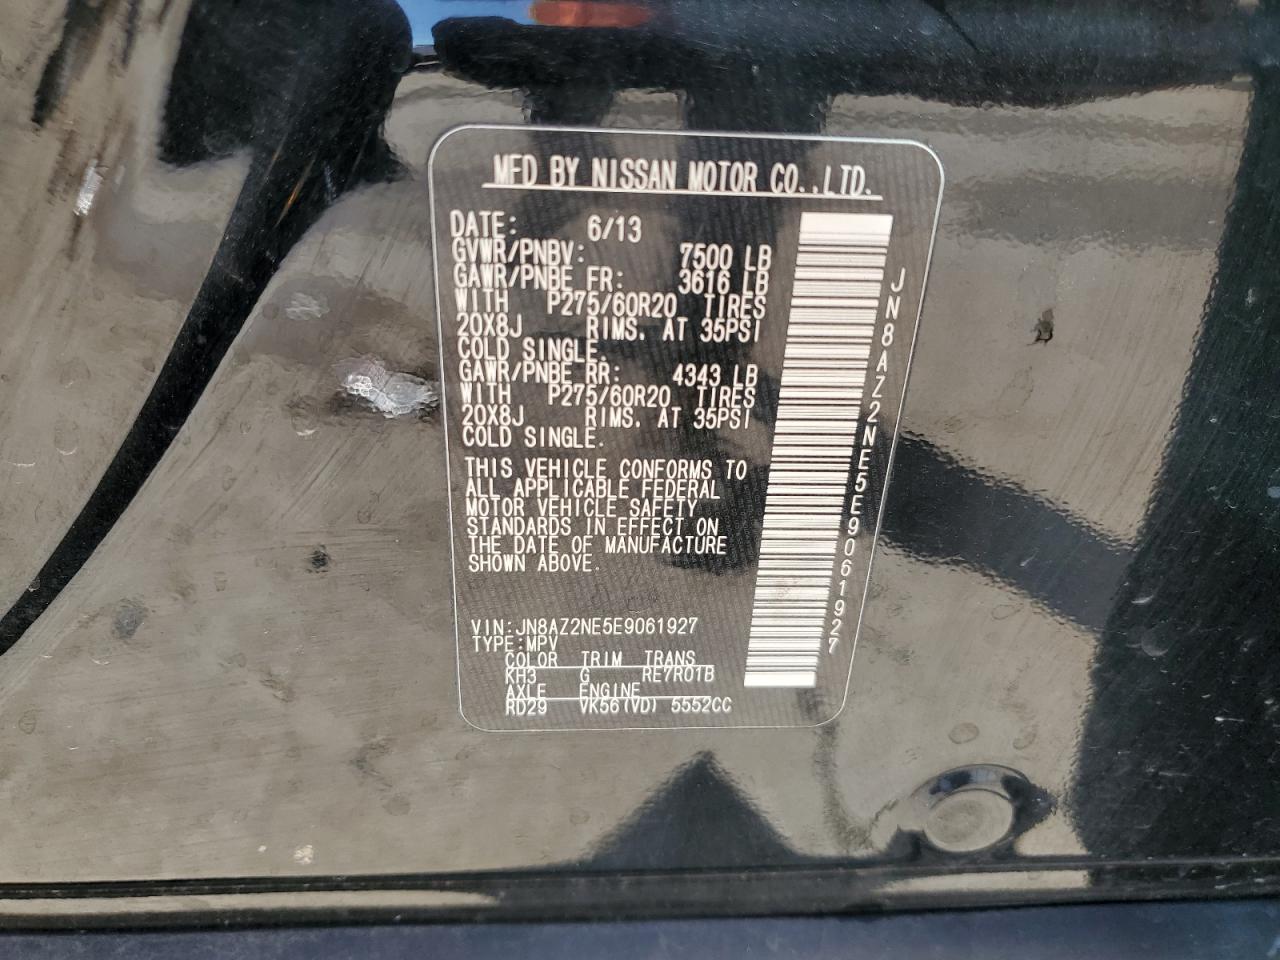 MFD BY NISSAN MOTOR CO.,LTD.
DATE: 6/13
GVWR/PNBV: 7500 LB
GAWR/PNBE FR: 3616 LB
WITH P275/60R20 TIRES
20X8J RIMS. AT 35PSI
COLD SINGLE.
GAWR/PNBE RR: 4343 LB
WITH P275/60R20 TIRES
20X8J RIMS. AT 35PSI
COLD SINGLE.
THIS VEHICLE CONFORMS TO
ALL APPLICABLE FEDERAL
MOTOR VEHICLE SAFETY
STANDARDS IN EFFECT ON
THE DATE OF MANUFACTURE
SHOWN ABOVE.
VIN:JN8AZ2NE5E9061927
TYPE:MPV
COLOR TRIM TRANS
KH3 G RE7R01B
AXLE ENGINE
RD29 VK56(VD) 5552CC
JN8AZ2NE5E9061927